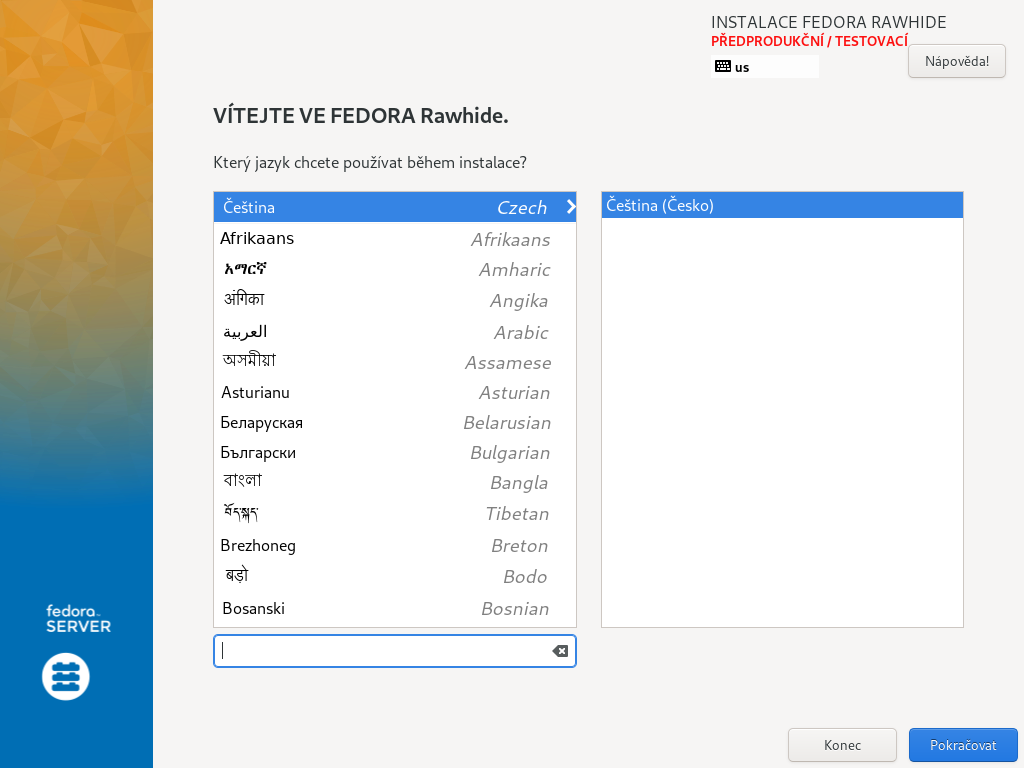 INSTALACE FEDORA RAWHIDE
PŘEDPRODUKČNÍ / TESTOVACÍ
us
Nápověda!
VÍTEJTE VE FEDORA Rawhide.
Který jazyk chcete používat během instalace?
Čeština Czech
Čeština (Česko)
Afrikaans Afrikaans
አማርኛ Amharic
अंगिका Angika
العربية Arabic
অসমীয়া Assamese
Asturianu Asturian
Беларуская Belarusian
Български Bulgarian
বাংলা Bangla
བོད་སྐད་ Tibetan
Brezhoneg Breton
बड़ो Bodo
Bosanski Bosnian
fedora
SERVER
Konec
Pokračovat